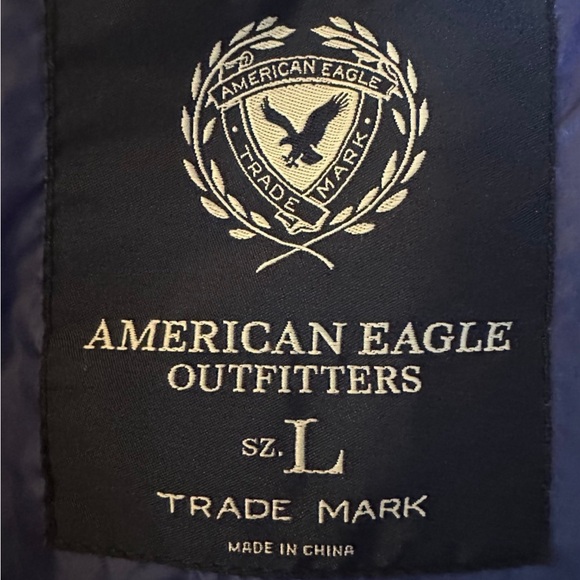 AMERICAN EAGLE
TRADE MARK
AMERICAN EAGLE
OUTFITTERS
SZ. L
TRADE MARK
MADE IN CHINA